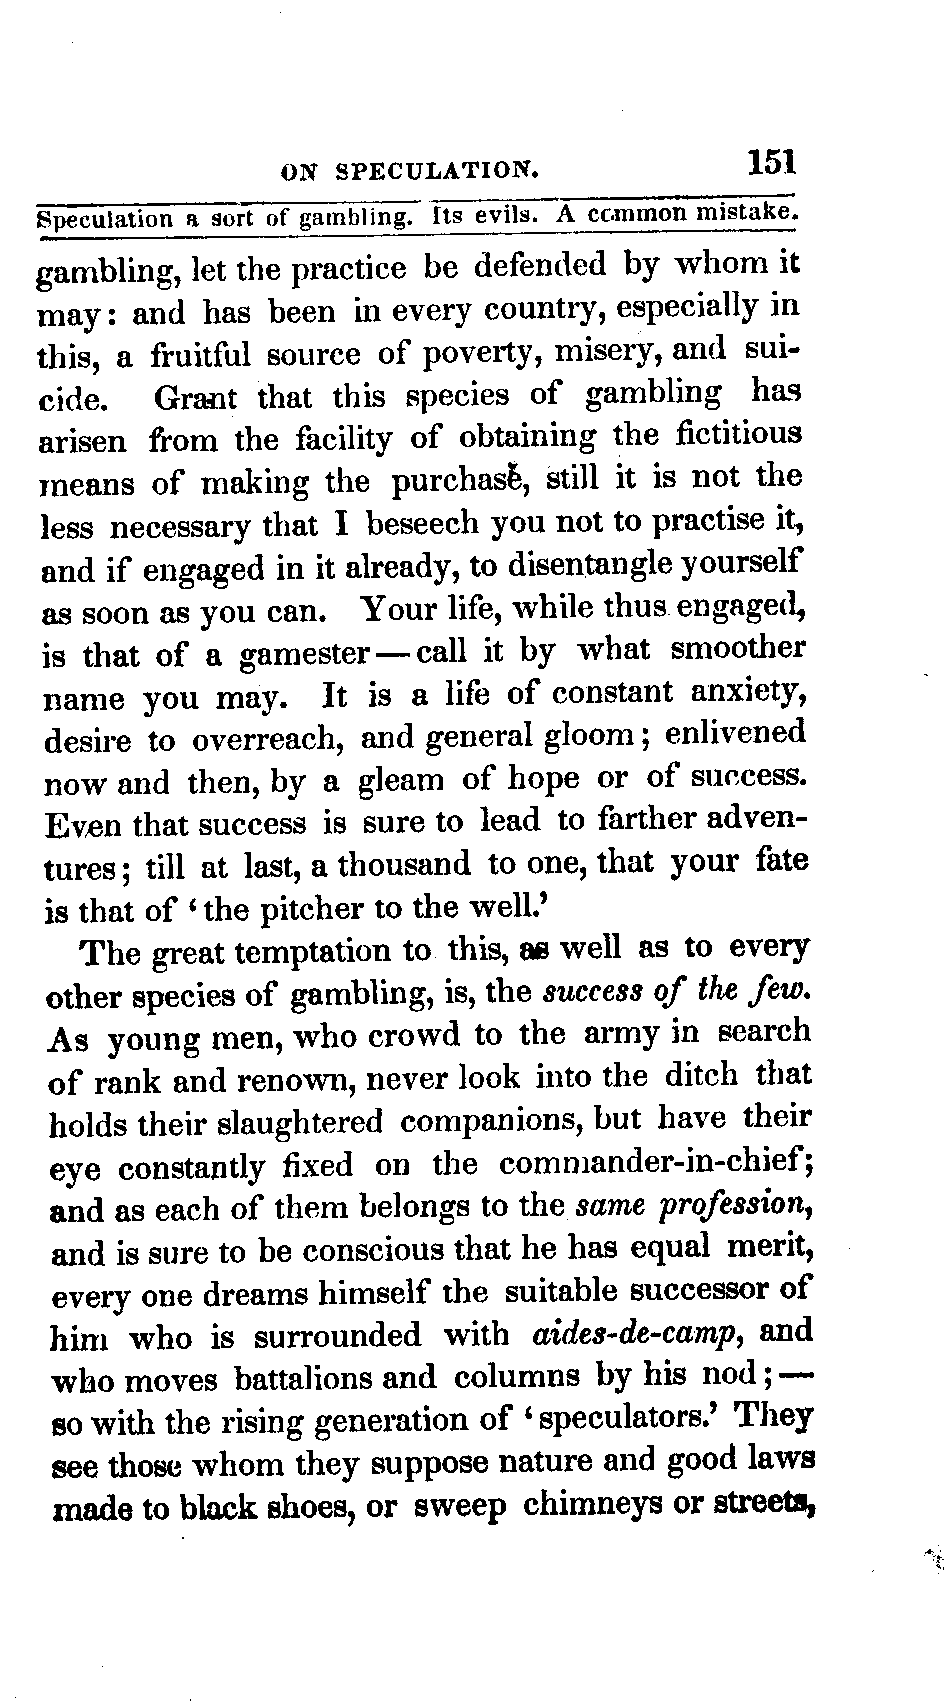 ON SPECULATION. 151
Speculation a sort of gambling. Its evils. A common mistake.
gambling, let the practice be defended by whom it
may: and has been in every country, especially in
this, a fruitful source of poverty, misery, and sui-
cide. Grant that this species of gambling has
arisen from the facility of obtaining the fictitious
means of making the purchase, still it is not the
less necessary that I beseech you not to practise it,
and if engaged in it already, to disentangle yourself
as soon as you can. Your life, while thus engaged,
is that of a gamester—call it by what smoother
name you may. It is a life of constant anxiety,
desire to overreach, and general gloom; enlivened
now and then, by a gleam of hope or of success.
Even that success is sure to lead to farther adven-
tures; till at last, a thousand to one, that your fate
is that of ‘the pitcher to the well.’
The great temptation to this, as well as to every
other species of gambling, is, the success of the few.
As young men, who crowd to the army in search
of rank and renown, never look into the ditch that
holds their slaughtered companions, but have their
eye constantly fixed on the commander-in-chief;
and as each of them belongs to the same profession,
and is sure to be conscious that he has equal merit,
every one dreams himself the suitable successor of
him who is surrounded with aides-de-camp, and
who moves battalions and columns by his nod;—
so with the rising generation of ‘speculators.’ They
see those whom they suppose nature and good laws
made to black shoes, or sweep chimneys or streets,